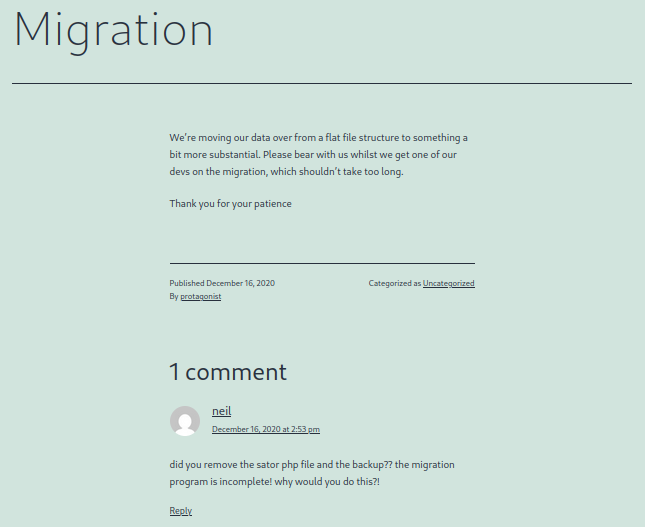 Migration
We’re moving our data over from a flat file structure to something a
bit more substantial. Please bear with us whilst we get one of our
devs on the migration, which shouldn’t take too long.
Thank you for your patience
Published December 16, 2020
By protagonist
Categorized as Uncategorized
1 comment
neil
December 16, 2020 at 2:53 pm
did you remove the sator php file and the backup?? the migration
program is incomplete! why would you do this?!
Reply